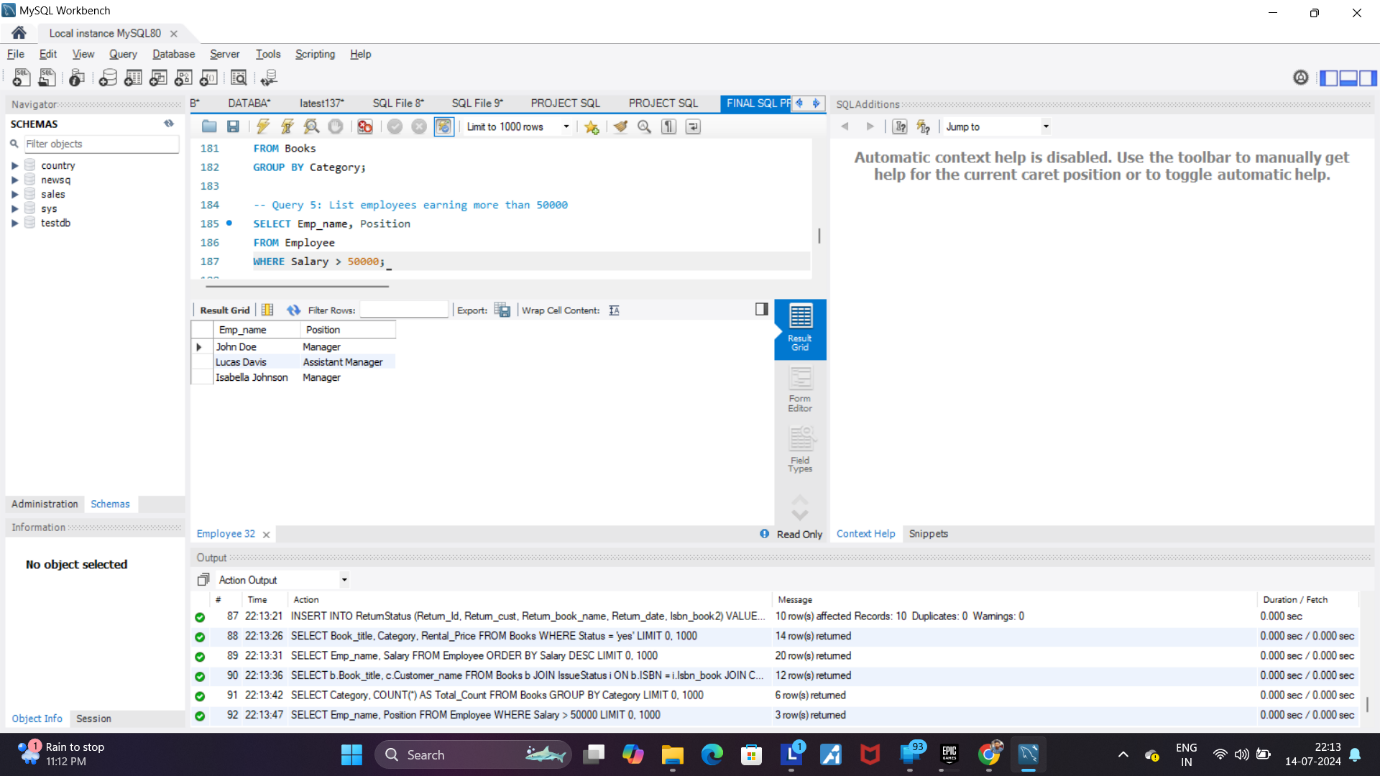 MySQL Workbench
Local instance MySQL80
File Edit View Query Database Server Tools Scripting Help
Navigator
SCHEMAS
Filter objects
country
newsq
sales
sys
testdb
Administration Schemas
Information
No object selected
Object Info Session
B* DATABA* latest137* SQL File 8* SQL File 9* PROJECT SQL PROJECT SQL FINAL SQL PR
Limit to 1000 rows
181 FROM Books
182 GROUP BY Category;
183
184 -- Query 5: List employees earning more than 50000
185 SELECT Emp_name, Position
186 FROM Employee
187 WHERE Salary > 50000;
Result Grid Filter Rows: Export: Wrap Cell Content:
Emp_name Position
John Doe Manager
Lucas Davis Assistant Manager
Isabella Johnson Manager
Result Grid
Form Editor
Field Types
Employee 32 Read Only
SQLAdditions
Jump to
Automatic context help is disabled. Use the toolbar to manually get
help for the current caret position or to toggle automatic help.
Context Help Snippets
Output
Action Output
# Time Action Message Duration / Fetch
87 22:13:21 INSERT INTO ReturnStatus (Return_Id, Return_cust, Return_book_name, Return_date, Isbn_book2) VALUE... 10 row(s) affected Records: 10 Duplicates: 0 Warnings: 0 0.000 sec
88 22:13:26 SELECT Book_title, Category, Rental_Price FROM Books WHERE Status = 'yes' LIMIT 0, 1000 14 row(s) returned 0.000 sec / 0.000 sec
89 22:13:31 SELECT Emp_name, Salary FROM Employee ORDER BY Salary DESC LIMIT 0, 1000 20 row(s) returned 0.000 sec / 0.000 sec
90 22:13:36 SELECT b.Book_title, c.Customer_name FROM Books b JOIN IssueStatus i ON b.ISBN = i.Isbn_book JOIN C... 12 row(s) returned 0.000 sec / 0.000 sec
91 22:13:42 SELECT Category, COUNT(*) AS Total_Count FROM Books GROUP BY Category LIMIT 0, 1000 6 row(s) returned 0.000 sec / 0.000 sec
92 22:13:47 SELECT Emp_name, Position FROM Employee WHERE Salary > 50000 LIMIT 0, 1000 3 row(s) returned 0.000 sec / 0.000 sec
1 Rain to stop
11:12 PM
Search
1
93
EPIC GAMES
ENG
IN
22:13
14-07-2024